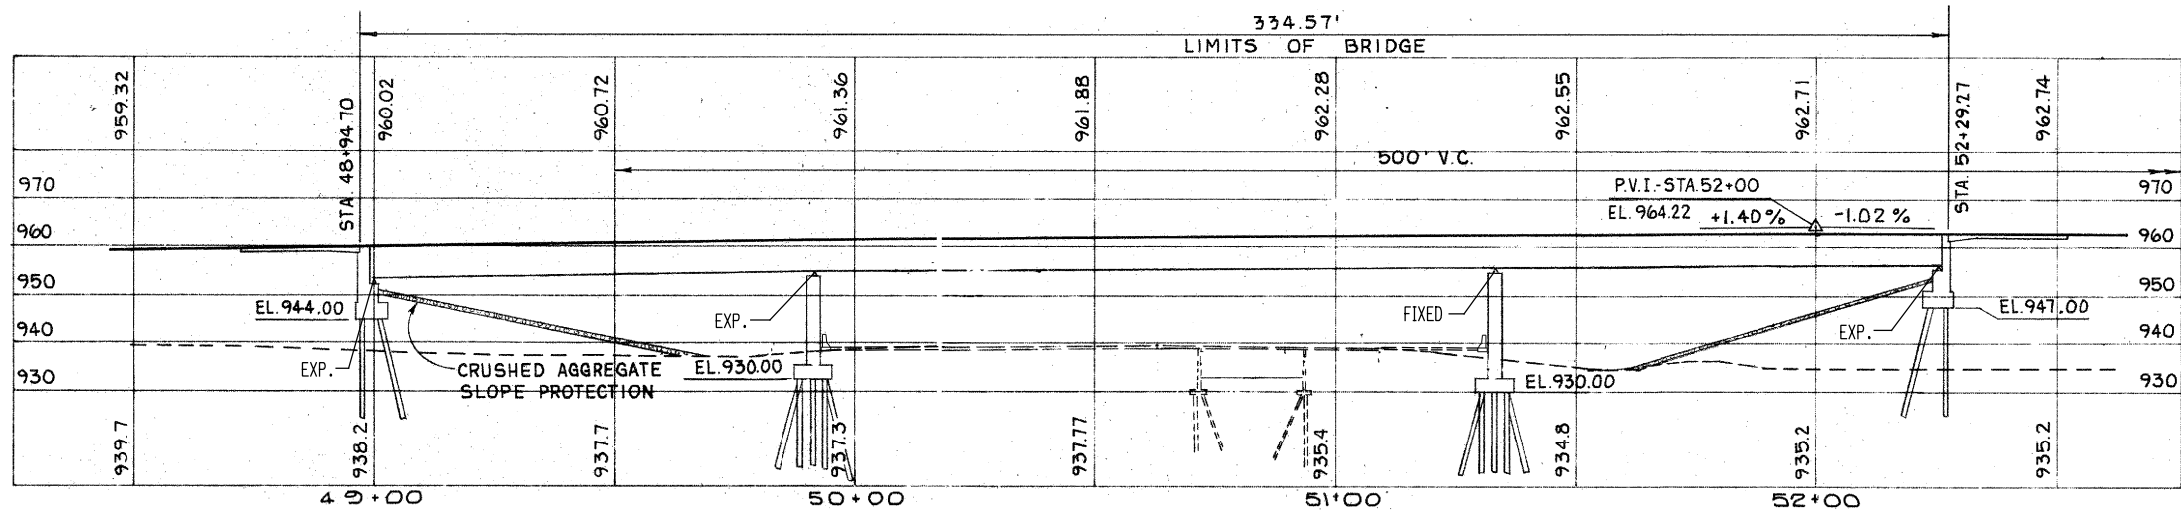 334.57'
LIMITS OF BRIDGE
959.32
STA. 48+94.70
960.02
960.72
961.36
961.88
962.28
962.55
962.71
STA. 52+29.27
962.74
500' V.C.
970
P.V.I.-STA.52+00
970
EL. 964.22 +1.40% -1.02%
960
960
950
950
EL.944.00
EL.947.00
EXP.
FIXED
940
EXP.
940
EXP.
CRUSHED AGGREGATE
SLOPE PROTECTION
EL.930.00
EL.930.00
930
930
939.7
938.2
937.7
937.3
937.77
935.4
934.8
935.2
935.2
49+00
50+00
51+00
52+00